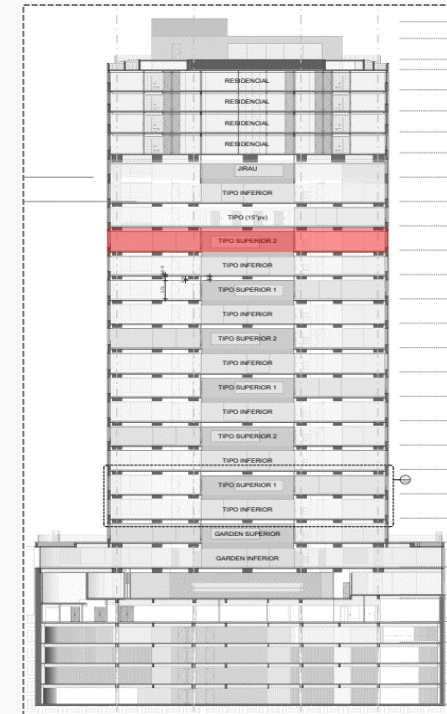 RESIDENCIAL
RESIDENCIAL
RESIDENCIAL
RESIDENCIAL
JIRAU
TIPO INFERIOR
TIPO (15°pv)
TIPO SUPERIOR 2
TIPO INFERIOR
TIPO SUPERIOR 1
TIPO INFERIOR
TIPO SUPERIOR 2
TIPO INFERIOR
TIPO SUPERIOR 1
TIPO INFERIOR
TIPO SUPERIOR 2
TIPO INFERIOR
TIPO SUPERIOR 1
TIPO INFERIOR
GARDEN SUPERIOR
GARDEN INFERIOR